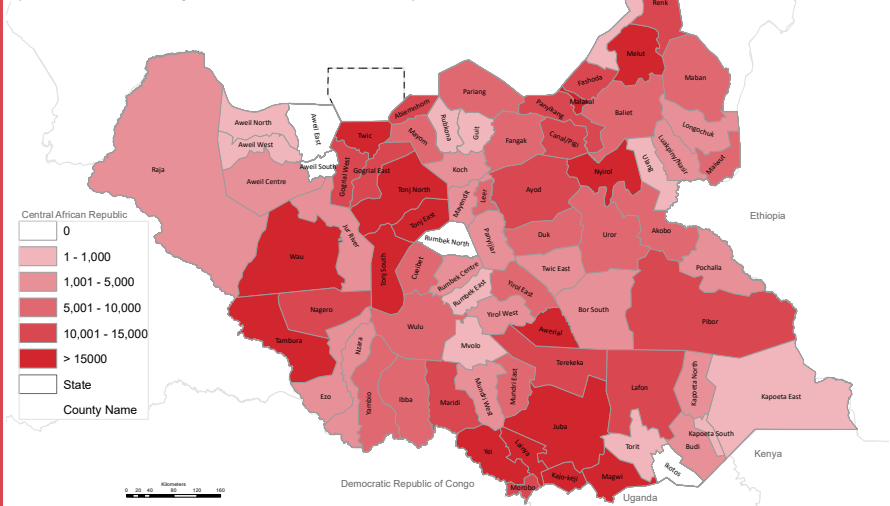 Renk
Melut
Maban
Fashoda
Pariang
Abiemnhom
Panyikang
Malakal
Baliet
Rubkona
Guit
Aweil North
Aweil East
Twic
Mayom
Fangak
Canal/Pigi
Longochuk
Aweil West
Luakpiny/Nasir
Ulang
Maiwut
Raja
Aweil South
Aweil Centre
Gogrial West
Gogrial East
Koch
Nyirol
Tonj North
Mayendit
Leer
Ayod
Ethiopia
Central African Republic
0
1 - 1,000
1,001 - 5,000
5,001 - 10,000
10,001 - 15,000
> 15000
State
County Name
Tonj East
Jur River
Rumbek North
Panyijiar
Duk
Uror
Akobo
Wau
Tonj South
Cueibet
Rumbek Centre
Twic East
Pochalla
Rumbek East
Yirol East
Nagero
Yirol West
Bor South
Pibor
Wulu
Awerial
Tambura
Nzara
Mvolo
Terekeka
Ezo
Yambio
Ibba
Maridi
Mundri West
Mundri East
Lafon
Kapoeta North
Kapoeta East
Juba
Kapoeta South
Torit
Budi
Yei
Lainya
Ikotos
Kenya
Kajo-keji
Magwi
Morobo
Democratic Republic of Congo
Uganda
Kilometers
0 20 40 80 120 160